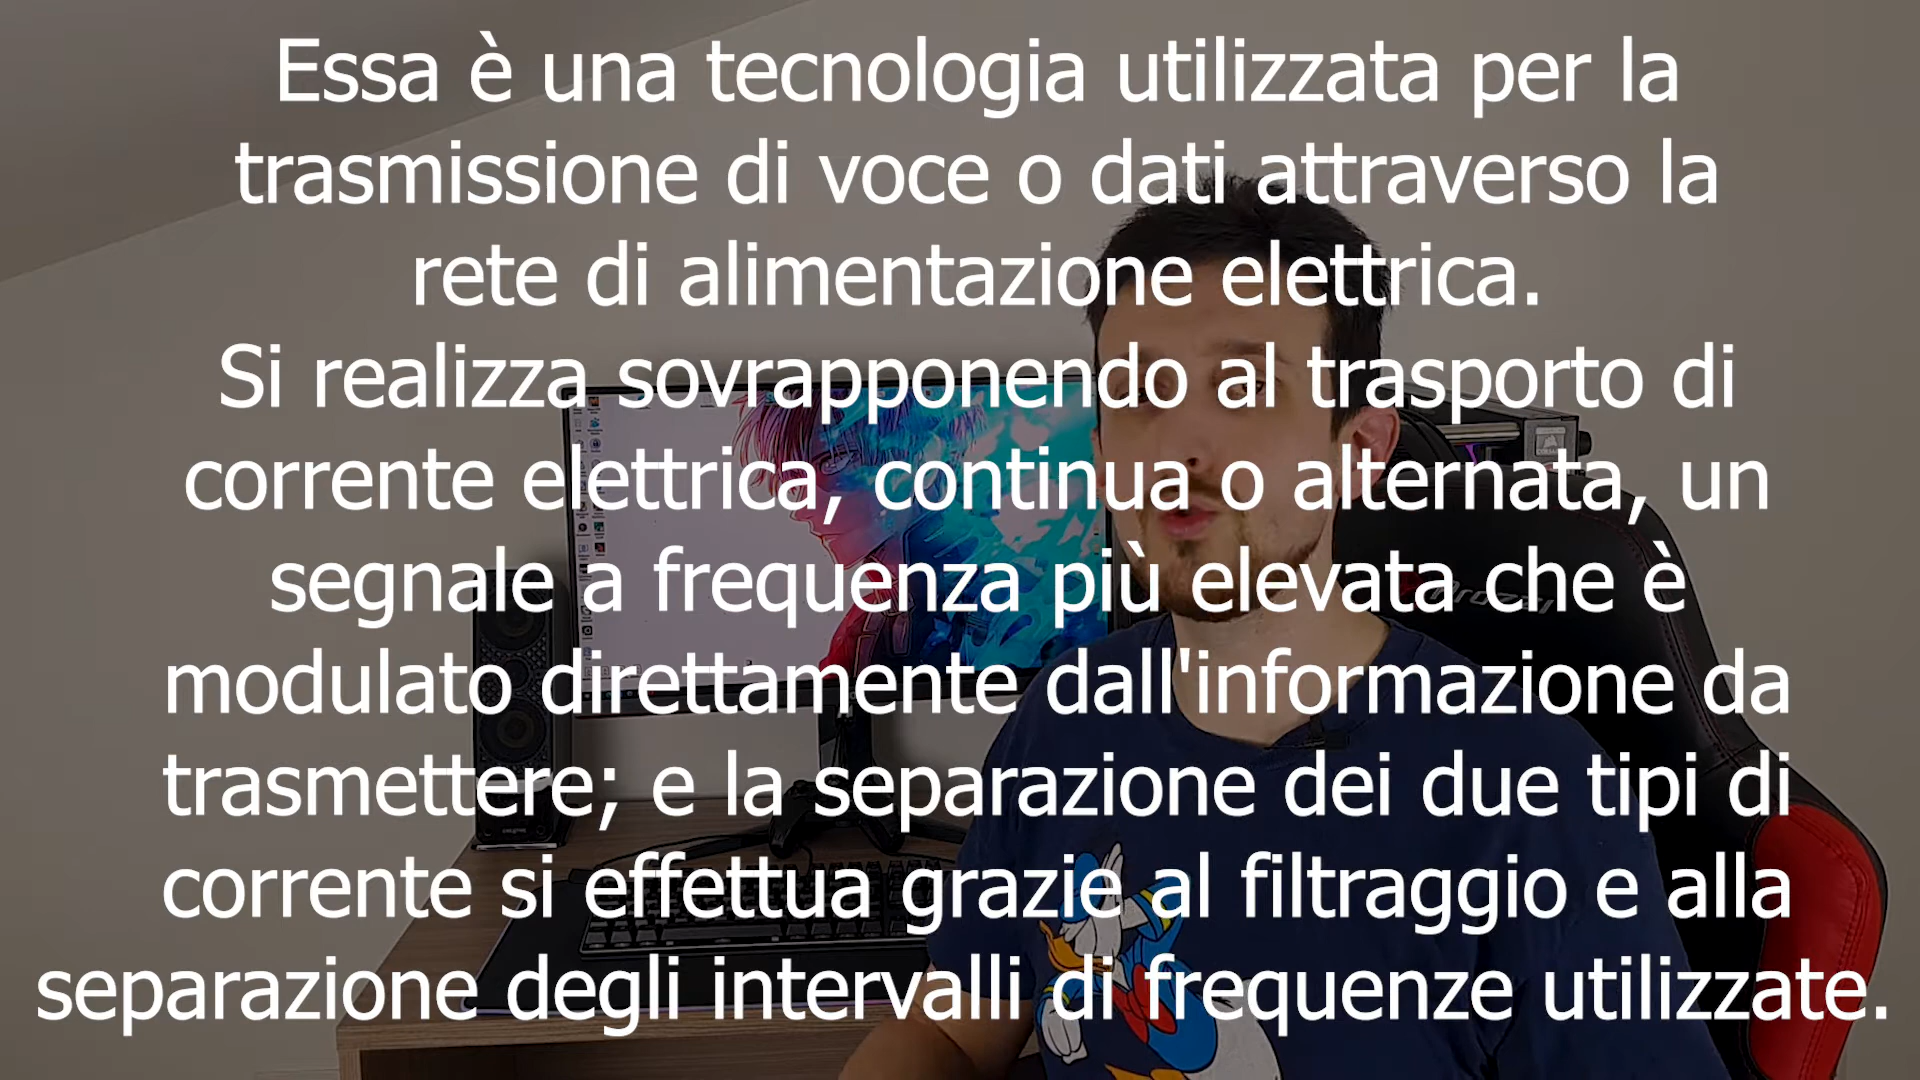 Essa è una tecnologia utilizzata per la
trasmissione di voce o dati attraverso la
rete di alimentazione elettrica.
Si realizza sovrapponendo al trasporto di
corrente elettrica, continua o alternata, un
segnale a frequenza più elevata che è
modulato direttamente dall'informazione da
trasmettere; e la separazione dei due tipi di
corrente si effettua grazie al filtraggio e alla
separazione degli intervalli di frequenze utilizzate.